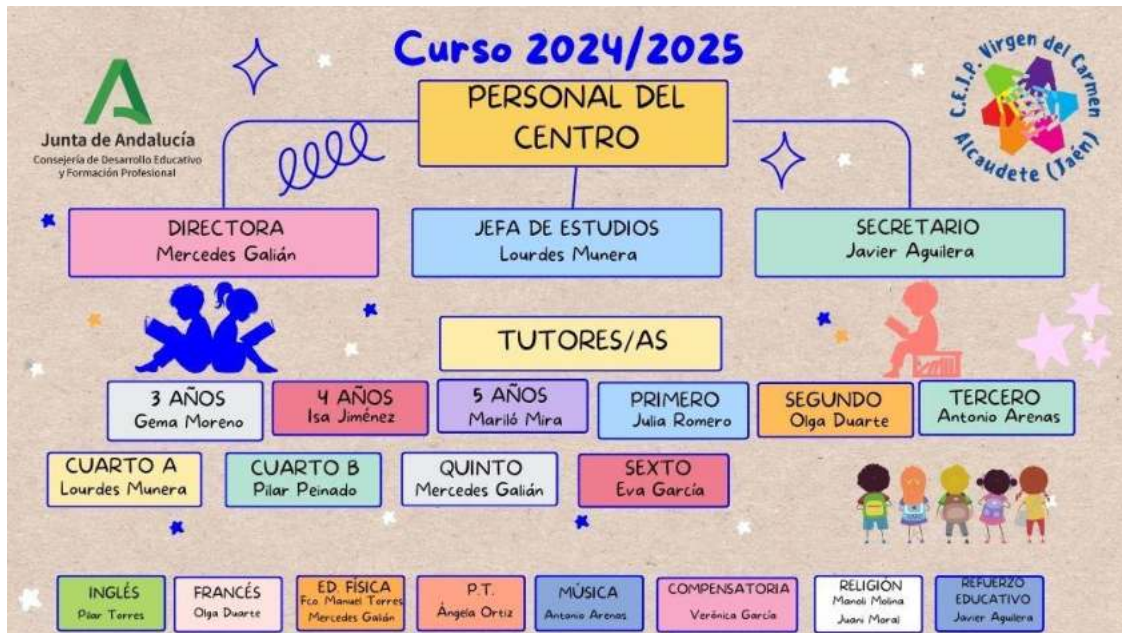 Curso 2024/2025
Junta de Andalucía
Consejería de Desarrollo Educativo
y Formación Profesional
PERSONAL DEL
CENTRO
C.E.I.P. Virgen del Carmen
Alcaudete (Jaén)
DIRECTORA
Mercedes Galián
JEFA DE ESTUDIOS
Lourdes Munera
SECRETARIO
Javier Aguilera
TUTORES/AS
3 AÑOS
Gema Moreno
4 AÑOS
Isa Jiménez
5 AÑOS
Mariló Mira
PRIMERO
Julia Romero
SEGUNDO
Olga Duarte
TERCERO
Antonio Arenas
CUARTO A
Lourdes Munera
CUARTO B
Pilar Peinado
QUINTO
Mercedes Galián
SEXTO
Eva García
INGLÉS
Pilar Torres
FRANCÉS
Olga Duarte
ED. FÍSICA
Fco. Manuel Torres
Mercedes Galián
P.T.
Ángela Ortiz
MÚSICA
Antonio Arenas
COMPENSATORIA
Verónica García
RELIGIÓN
Manoli Molina
Juani Moral
REFUERZO
EDUCATIVO
Javier Aguilera